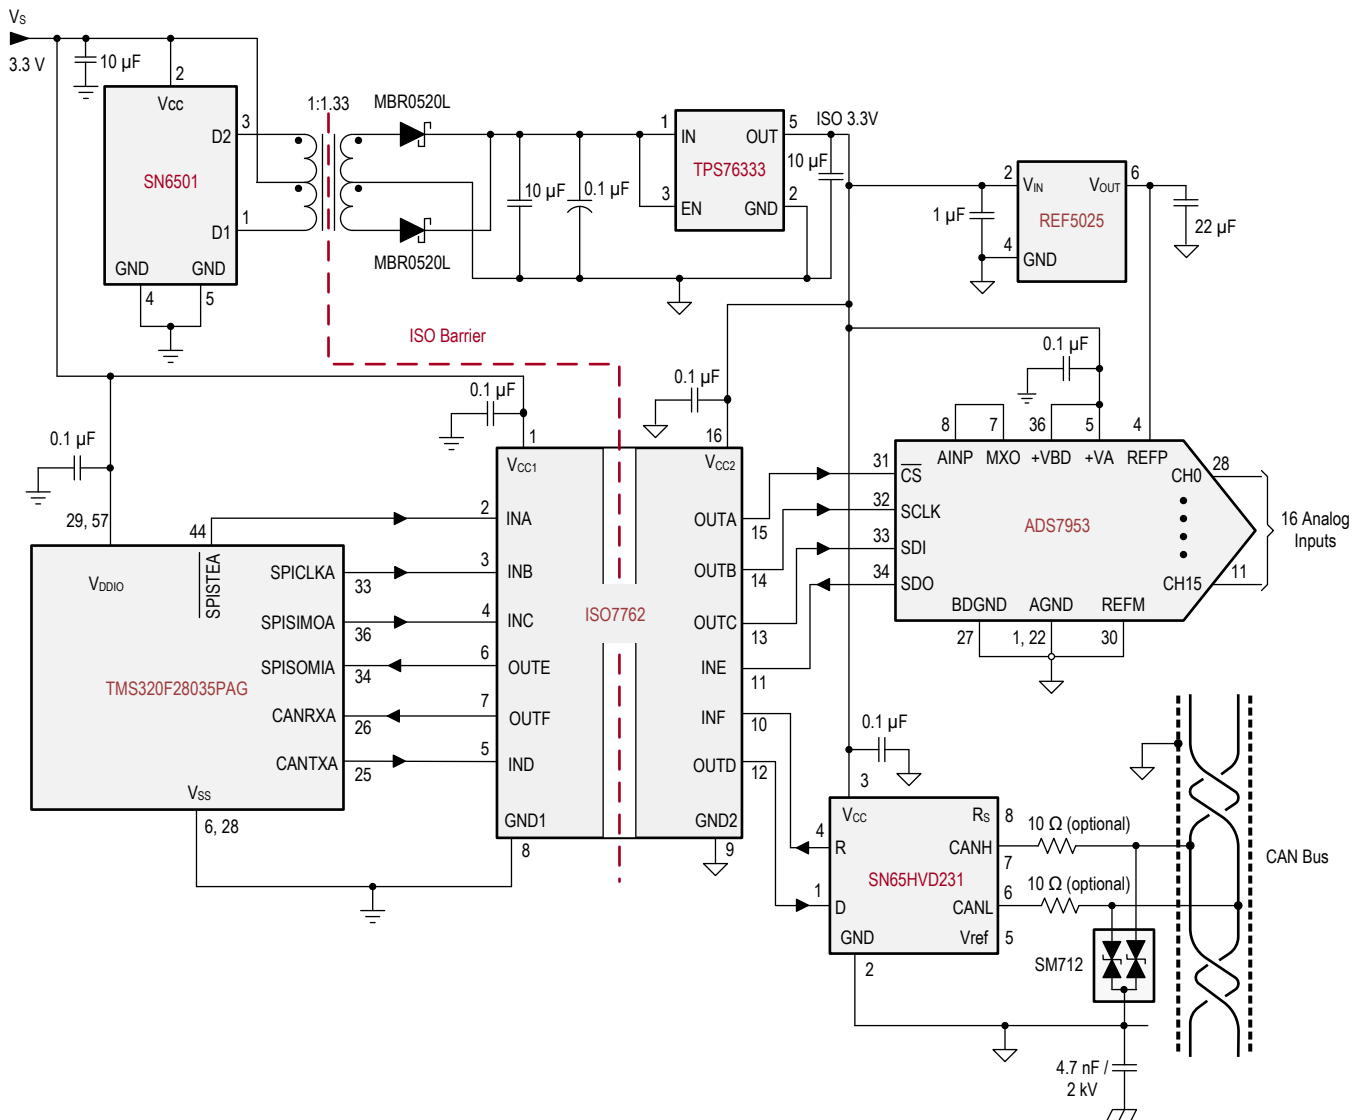 VS
3.3 V
10 µF
2
Vcc
D2
3
SN6501
D1
1
GND
GND
4
5
1:1.33
MBR0520L
MBR0520L
10 µF
0.1 µF
1
IN
OUT
5
TPS76333
3
EN
GND
2
10 µF
ISO 3.3V
1 µF
2
VIN
VOUT
6
REF5025
4
GND
22 µF
ISO Barrier
0.1 µF
0.1 µF
0.1 µF
0.1 µF
29, 57
44
VDDIO
SPISTEA
SPICLKA
33
SPISIMOA
36
SPISOMIA
34
TMS320F28035PAG
CANRXA
26
CANTXA
25
VSS
6, 28
1
VCC1
2
INA
3
INB
4
INC
6
OUTE
7
OUTF
5
IND
GND1
8
ISO7762
16
VCC2
OUTA
15
OUTB
14
OUTC
13
INE
11
INF
10
OUTD
12
GND2
9
8
7
36
5
4
AINP
MXO
+VBD
+VA
REFP
31
CS
32
SCLK
33
SDI
34
SDO
ADS7953
CH0
28
CH15
11
16 Analog
Inputs
BDGND
AGND
REFM
27
1, 22
30
0.1 µF
3
VCC
RS
8
4
R
CANH
7
SN65HVD231
1
D
CANL
6
GND
Vref
5
2
10 Ω (optional)
10 Ω (optional)
CAN Bus
SM712
4.7 nF /
2 kV